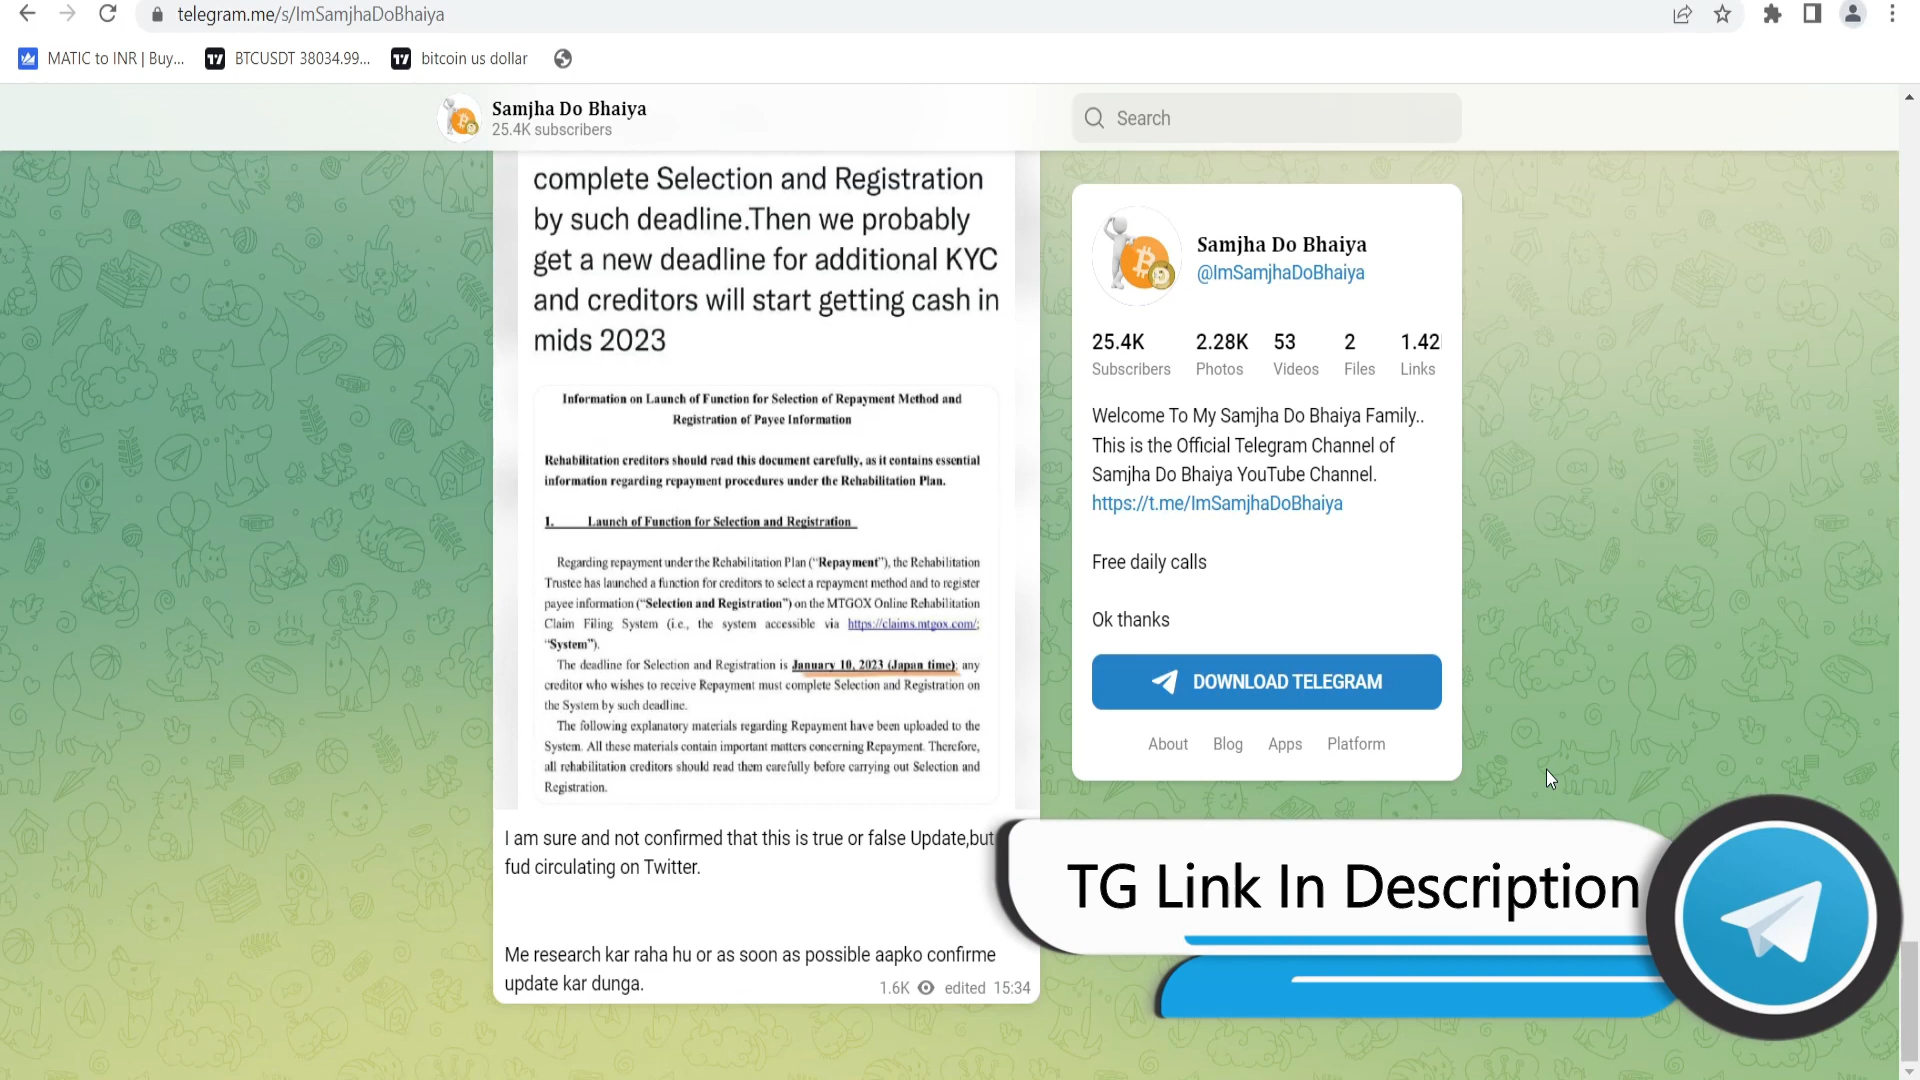 telegram.me/s/ImSamjhaDoBhaiya
MATIC to INR | Buy...
BTCUSDT 38034.99...
bitcoin us dollar
Samjha Do Bhaiya
25.4K subscribers
Search
complete Selection and Registration
by such deadline.Then we probably
get a new deadline for additional KYC
and creditors will start getting cash in
mids 2023
Information on Launch of Function for Selection of Repayment Method and
Registration of Payee Information
Rehabilitation creditors should read this document carefully, as it contains essential
information regarding repayment procedures under the Rehabilitation Plan.
1. Launch of Function for Selection and Registration
Regarding repayment under the Rehabilitation Plan ("Repayment"), the Rehabilitation
Trustee has launched a function for creditors to select a repayment method and to register
payee information ("Selection and Registration") on the MTGOX Online Rehabilitation
Claim Filing System (i.e., the system accessible via https://claims.mtgox.com/;
"System").
The deadline for Selection and Registration is January 10, 2023 (Japan time); any
creditor who wishes to receive Repayment must complete Selection and Registration on
the System by such deadline.
The following explanatory materials regarding Repayment have been uploaded to the
System. All these materials contain important matters concerning Repayment. Therefore,
all rehabilitation creditors should read them carefully before carrying out Selection and
Registration.
I am sure and not confirmed that this is true or false Update,but
fud circulating on Twitter.
Me research kar raha hu or as soon as possible aapko confirme
update kar dunga.
1.6K edited 15:34
Samjha Do Bhaiya
@ImSamjhaDoBhaiya
25.4K 2.28K 53 2 1.42
Subscribers Photos Videos Files Links
Welcome To My Samjha Do Bhaiya Family..
This is the Official Telegram Channel of
Samjha Do Bhaiya YouTube Channel.
https://t.me/ImSamjhaDoBhaiya
Free daily calls
Ok thanks
DOWNLOAD TELEGRAM
About Blog Apps Platform
TG Link In Description